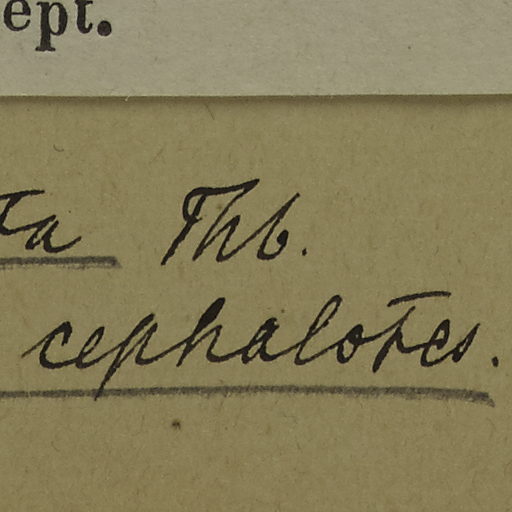 ept.
ta Thb.
cephalotes.